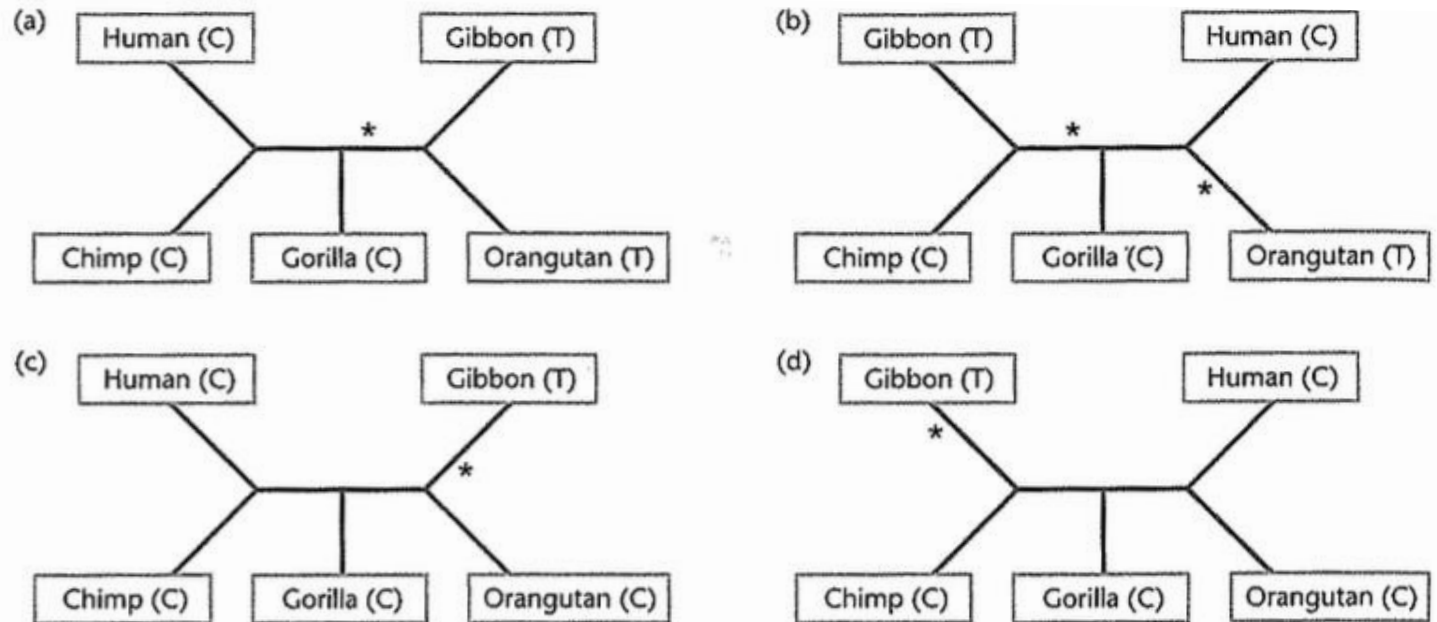 (a) Human (C) Gibbon (T)
*
Chimp (C) Gorilla (C) Orangutan (T)
(b) Gibbon (T) Human (C)
*
*
Chimp (C) Gorilla (C) Orangutan (T)
(c) Human (C) Gibbon (T)
*
Chimp (C) Gorilla (C) Orangutan (C)
(d) Gibbon (T) Human (C)
*
Chimp (C) Gorilla (C) Orangutan (C)